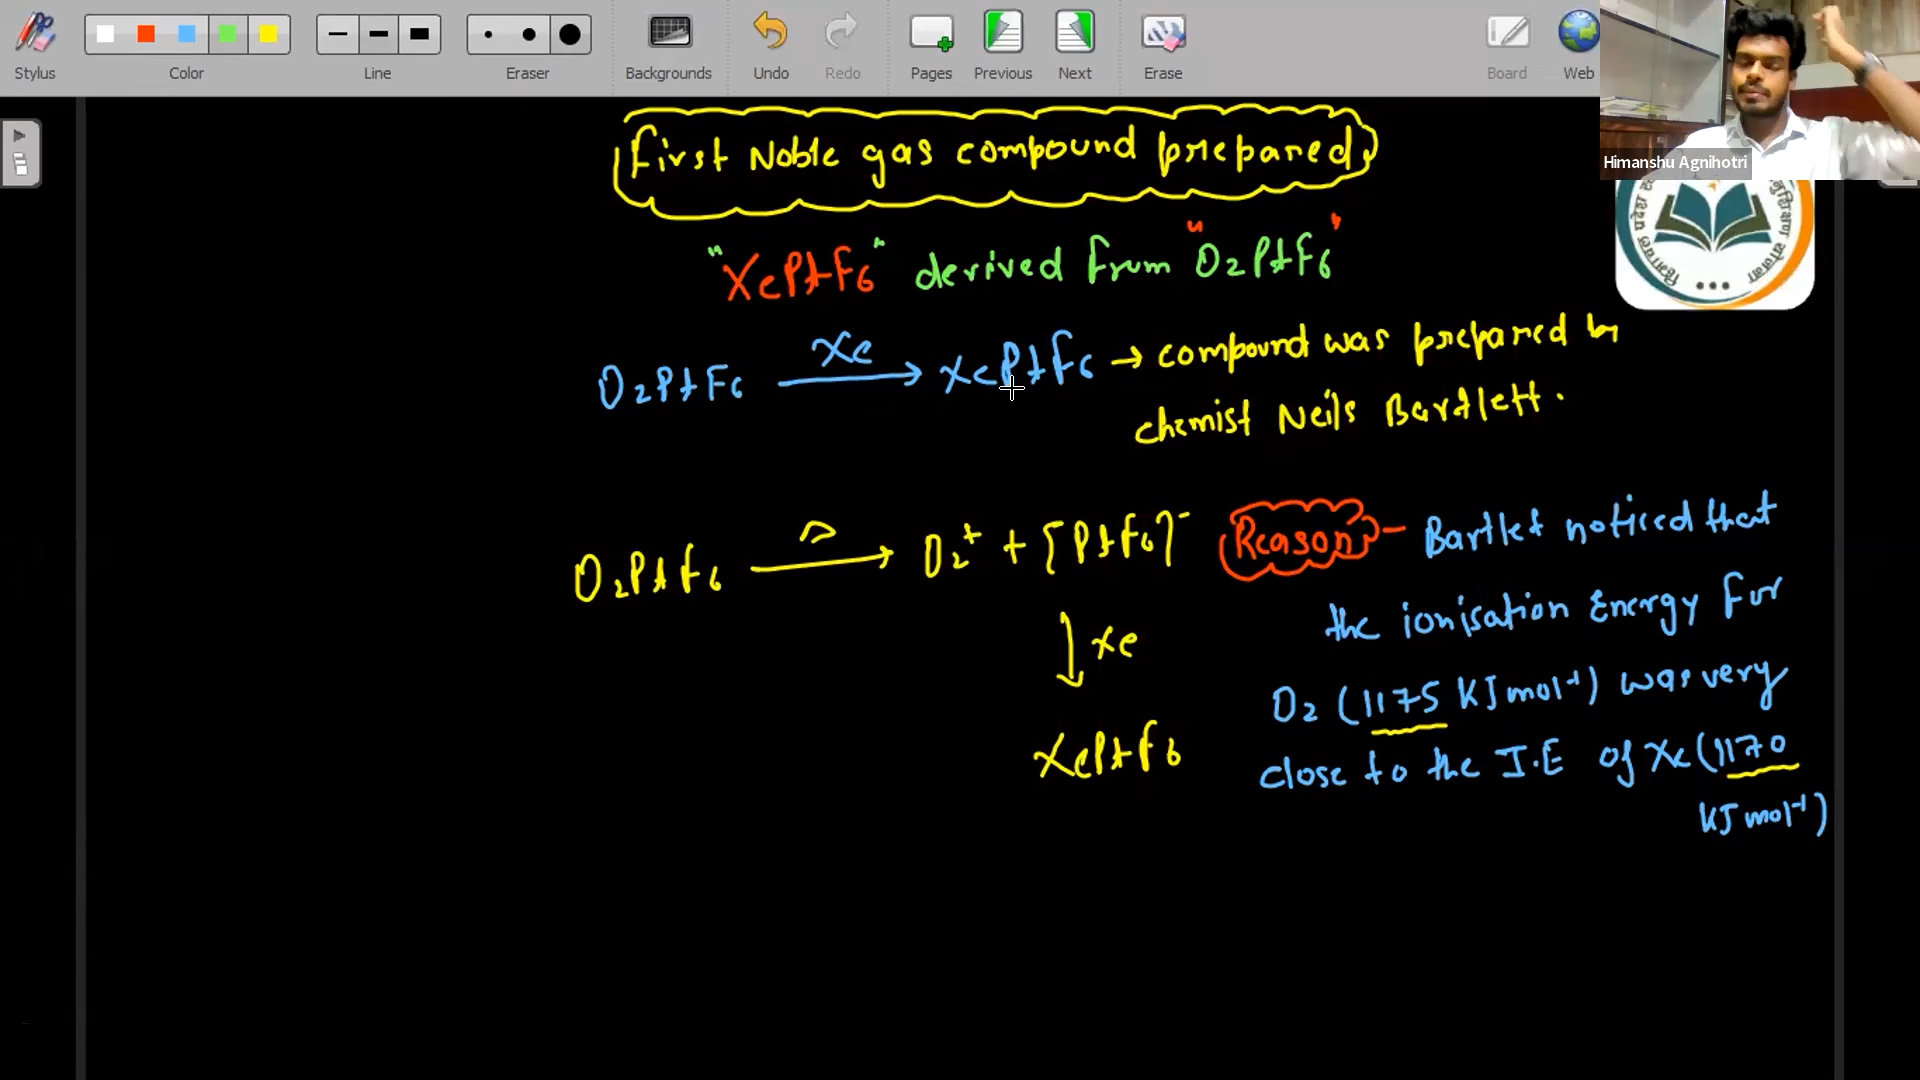 Stylus
Color
Line
Eraser
Backgrounds
Undo
Redo
Pages
Previous
Next
Erase
Board
Web
Himanshu Agnihotri
First Noble gas compound prepared
"XePtF6" derived from "O2PtF6"
O2PtF6 Xe → XePtF6 → compound was prepared by
chemist Neils Bartlett.
O2PtF6 Δ → O2+ + [PtF6]- Reason - Bartlet noticed that
the ionisation Energy For
↓ Xe
O2 (1175 KJ mol-1) was very
XePtF6
close to the I.E of Xe (1170
KJ mol-1)